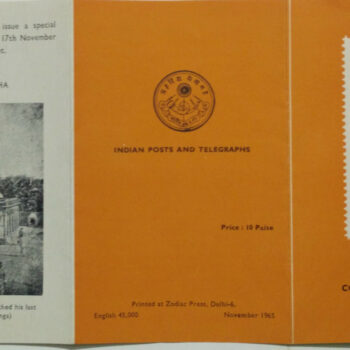 issue a special
17th November
c.
HA
ched his last
ngs)
INDIAN POSTS AND TELEGRAPHS
Price : 10 Paise
Printed at Zodiac Press, Delhi-6.
English 45,000 November 1965
CO